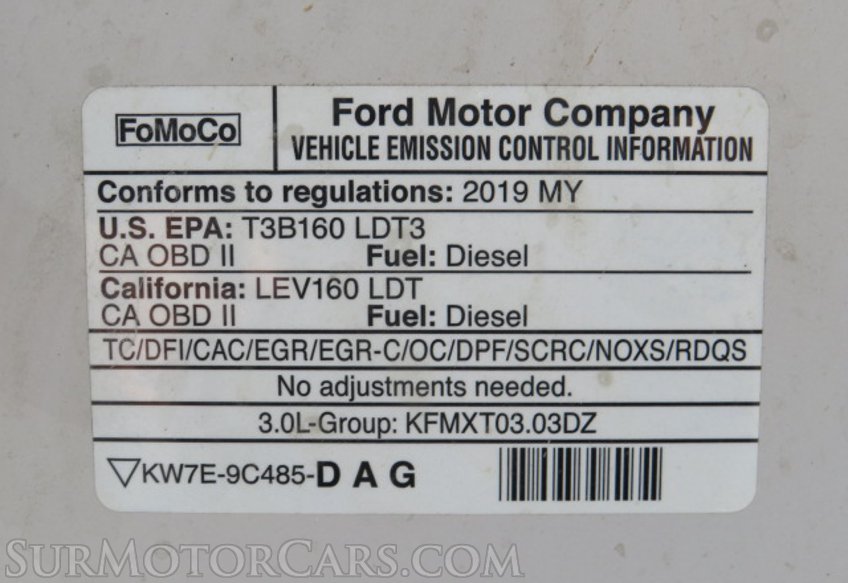 FoMoCo
Ford Motor Company
VEHICLE EMISSION CONTROL INFORMATION
Conforms to regulations: 2019 MY
U.S. EPA: T3B160 LDT3
CA OBD II Fuel: Diesel
California: LEV160 LDT
CA OBD II Fuel: Diesel
TC/DFI/CAC/EGR/EGR-C/OC/DPF/SCRC/NOXS/RDQS
No adjustments needed.
3.0L-Group: KFMXT03.03DZ
KW7E-9C485-DAG
SURMOTORCARS.COM